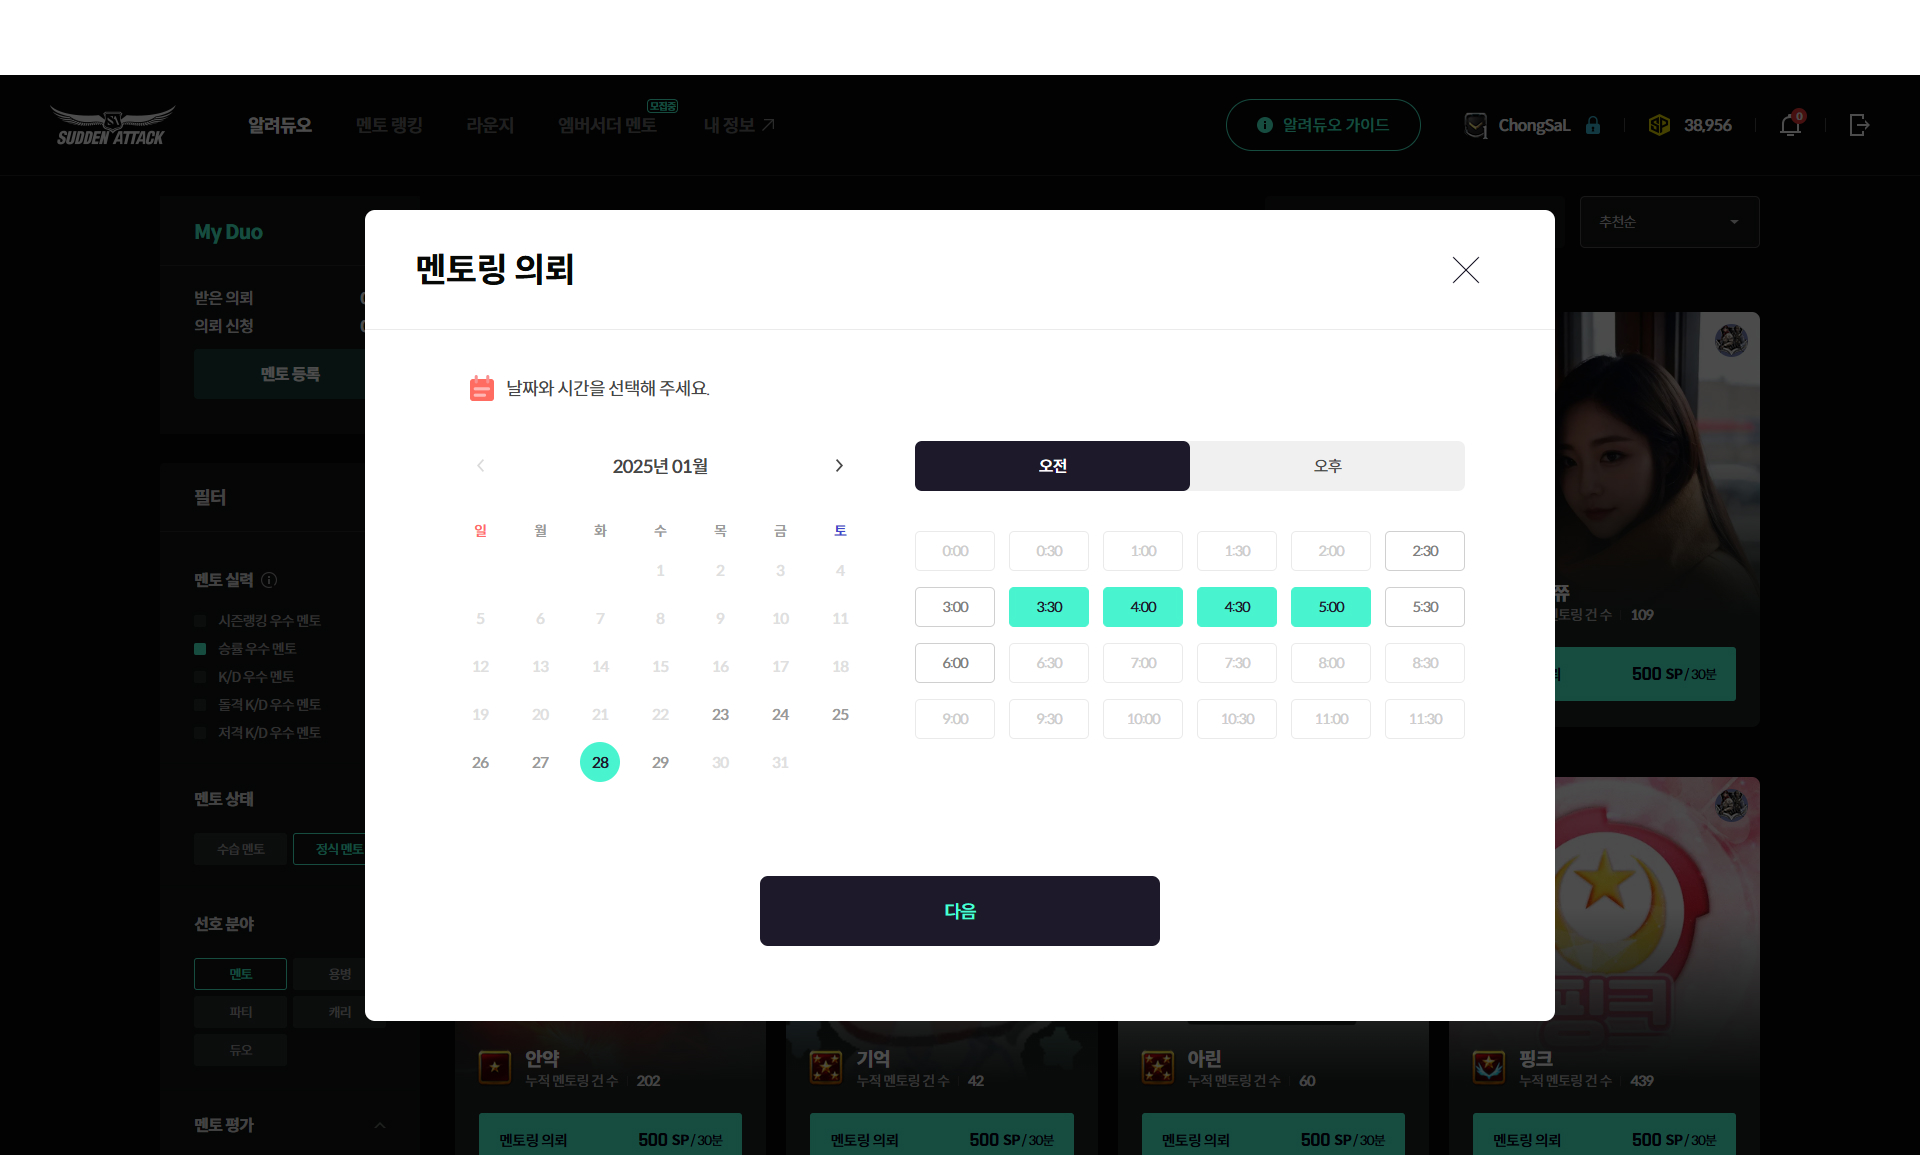 SUDDEN ATTACK
알려듀오
멘토 랭킹
라운지
엠버서더 멘토
모집중
내 정보
알려듀오 가이드
1
ChongSaL
SP
38,956
0
My Duo
받은 의뢰
의뢰 신청
멘토 등록
추천순
필터
멘토 실력
시즌랭킹 우수 멘토
승률 우수 멘토
K/D 우수 멘토
돌격 K/D 우수 멘토
저격 K/D 우수 멘토
멘토 상태
수습 멘토
정식 멘토
선호 분야
멘토
용병
파티
캐리
듀오
멘토 평가
멘토링 의뢰
날짜와 시간을 선택해 주세요.
2025년 01월
일 월 화 수 목 금 토
1 2 3 4
5 6 7 8 9 10 11
12 13 14 15 16 17 18
19 20 21 22 23 24 25
26 27 28 29 30 31
오전
오후
0:00 0:30 1:00 1:30 2:00 2:30
3:00 3:30 4:00 4:30 5:00 5:30
6:00 6:30 7:00 7:30 8:00 8:30
9:00 9:30 10:00 10:30 11:00 11:30
다음
쮸
멘토링 건 수 109
500 SP/30분
핑크
안약
누적 멘토링 건 수 202
멘토링 의뢰 500 SP/30분
기억
누적 멘토링 건 수 42
멘토링 의뢰 500 SP/30분
아린
누적 멘토링 건 수 60
멘토링 의뢰 500 SP/30분
핑크
누적 멘토링 건 수 439
멘토링 의뢰 500 SP/30분